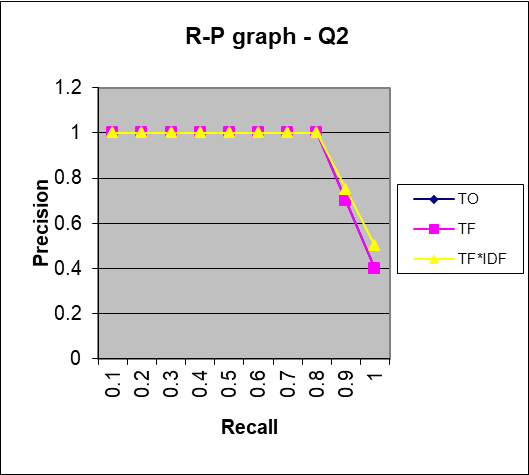 R-P graph - Q2
1.2
1
0.8
0.6
0.4
0.2
0
Precision
0.1 0.2 0.3 0.4 0.5 0.6 0.7 0.8 0.9 1
Recall
TO
TF
TF*IDF